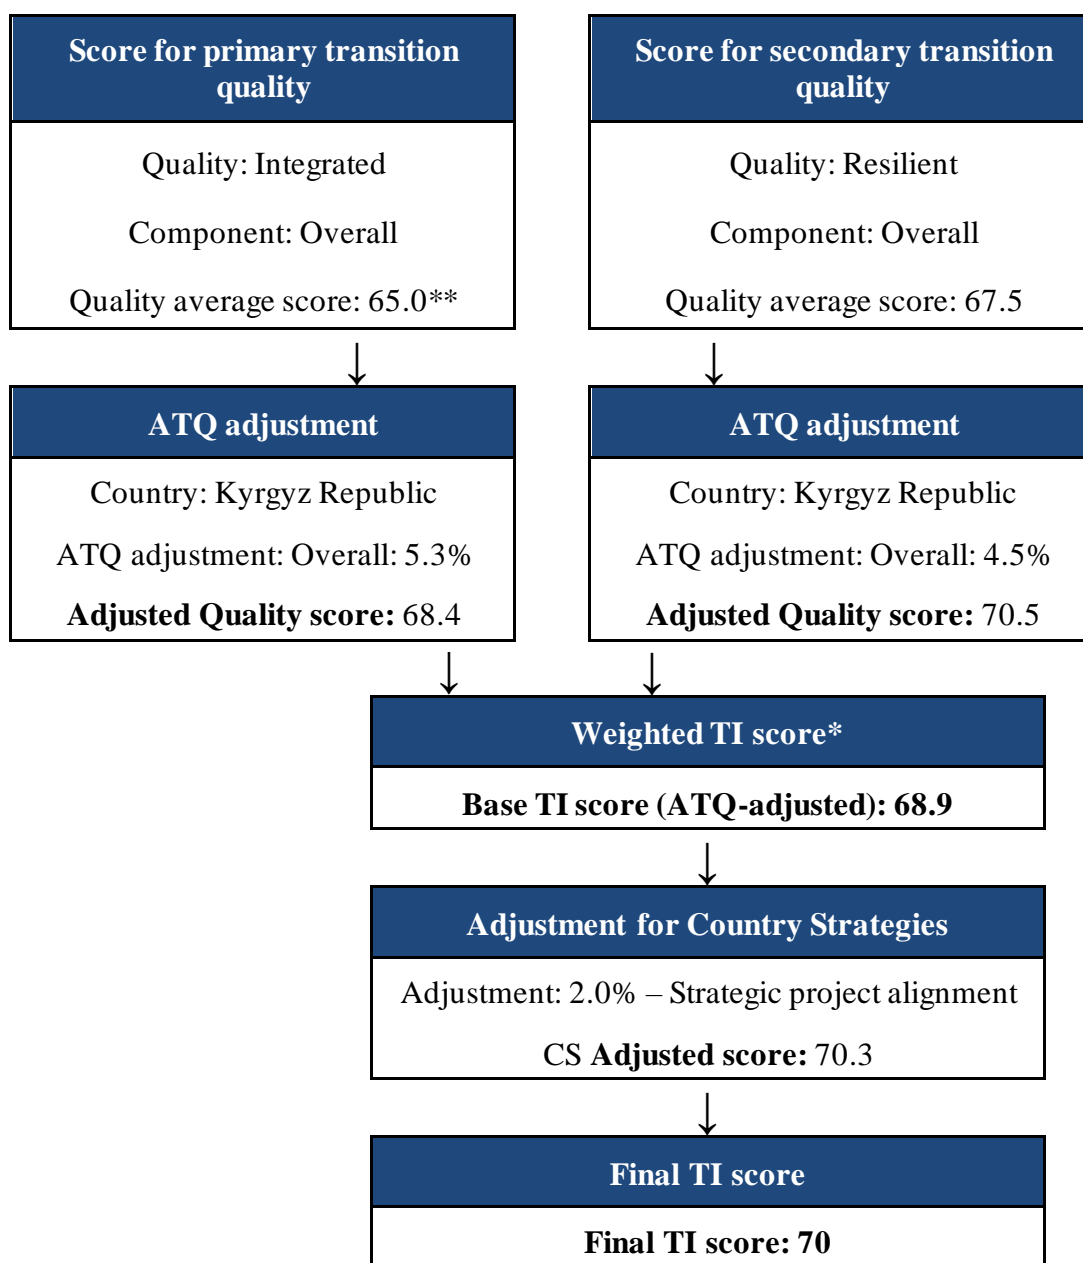 Score for primary transition
quality
Quality: Integrated
Component: Overall
Quality average score: 65.0**
Score for secondary transition
quality
Quality: Resilient
Component: Overall
Quality average score: 67.5
↓
↓
ATQ adjustment
Country: Kyrgyz Republic
ATQ adjustment: Overall: 5.3%
Adjusted Quality score: 68.4
ATQ adjustment
Country: Kyrgyz Republic
ATQ adjustment: Overall: 4.5%
Adjusted Quality score: 70.5
↓
↓
Weighted TI score*
Base TI score (ATQ-adjusted): 68.9
↓
Adjustment for Country Strategies
Adjustment: 2.0% – Strategic project alignment
CS Adjusted score: 70.3
↓
Final TI score
Final TI score: 70